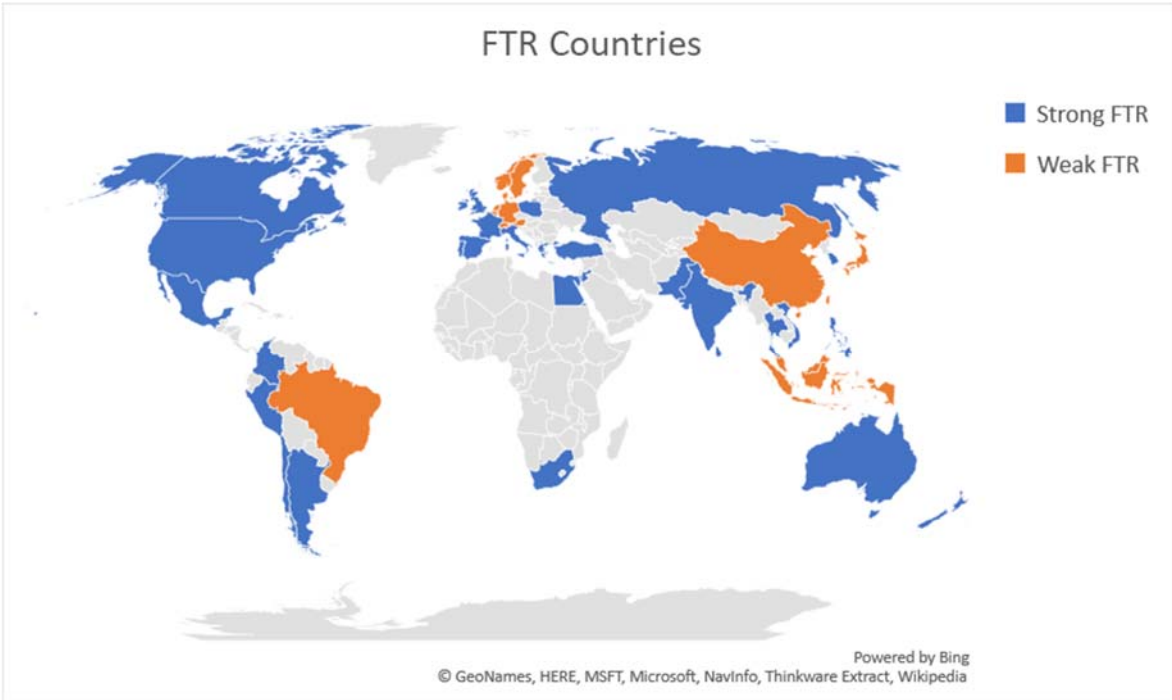 FTR Countries
Strong FTR
Weak FTR
Powered by Bing
© GeoNames, HERE, MSFT, Microsoft, NavInfo, Thinkware Extract, Wikipedia